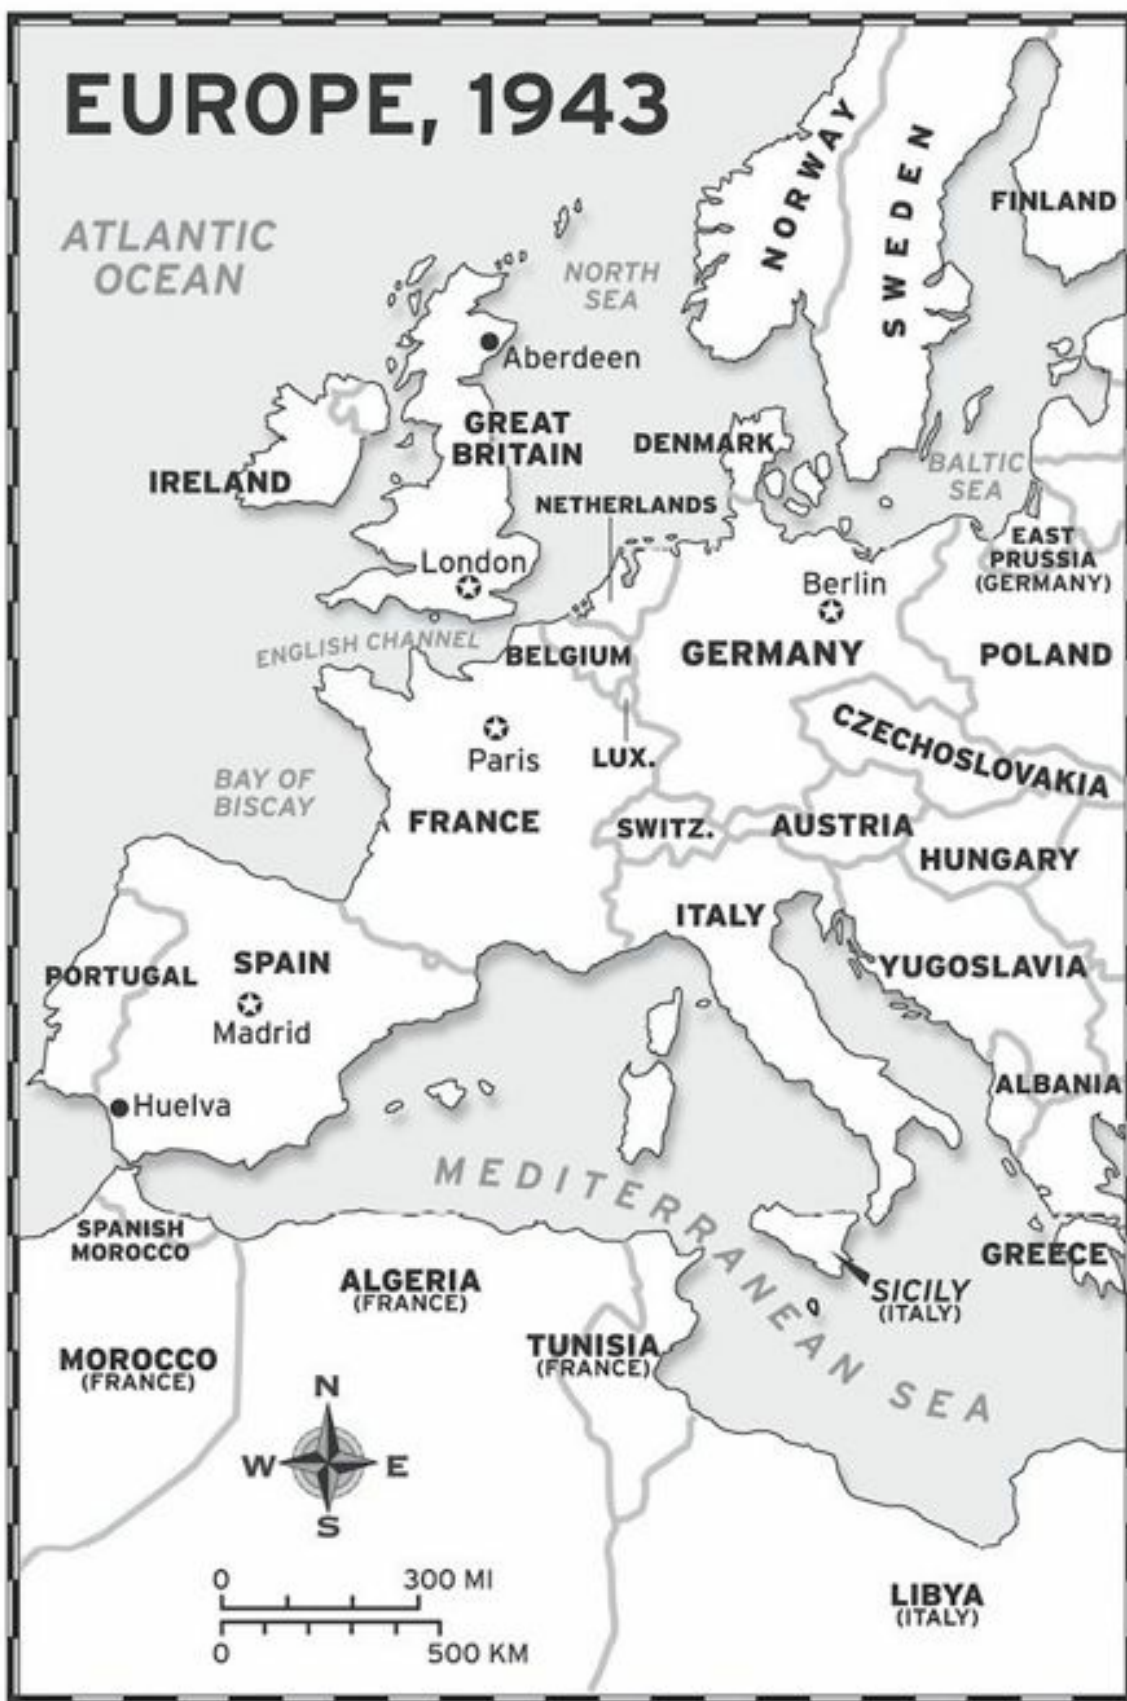 EUROPE, 1943
ATLANTIC
OCEAN
NORTH
SEA
NORWAY
SWEDEN
FINLAND
Aberdeen
GREAT
BRITAIN
IRELAND
DENMARK
BALTIC
SEA
NETHERLANDS
EAST
PRUSSIA
(GERMANY)
London
Berlin
ENGLISH CHANNEL
BELGIUM
GERMANY
POLAND
Paris
LUX.
CZECHOSLOVAKIA
BAY OF
BISCAY
FRANCE
SWITZ.
AUSTRIA
HUNGARY
ITALY
PORTUGAL
SPAIN
YUGOSLAVIA
Madrid
ALBANIA
Huelva
MEDITERRANEAN SEA
SPANISH
MOROCCO
GREECE
ALGERIA
(FRANCE)
SICILY
(ITALY)
TUNISIA
(FRANCE)
MOROCCO
(FRANCE)
N
W E
S
0 300 MI
0 500 KM
LIBYA
(ITALY)